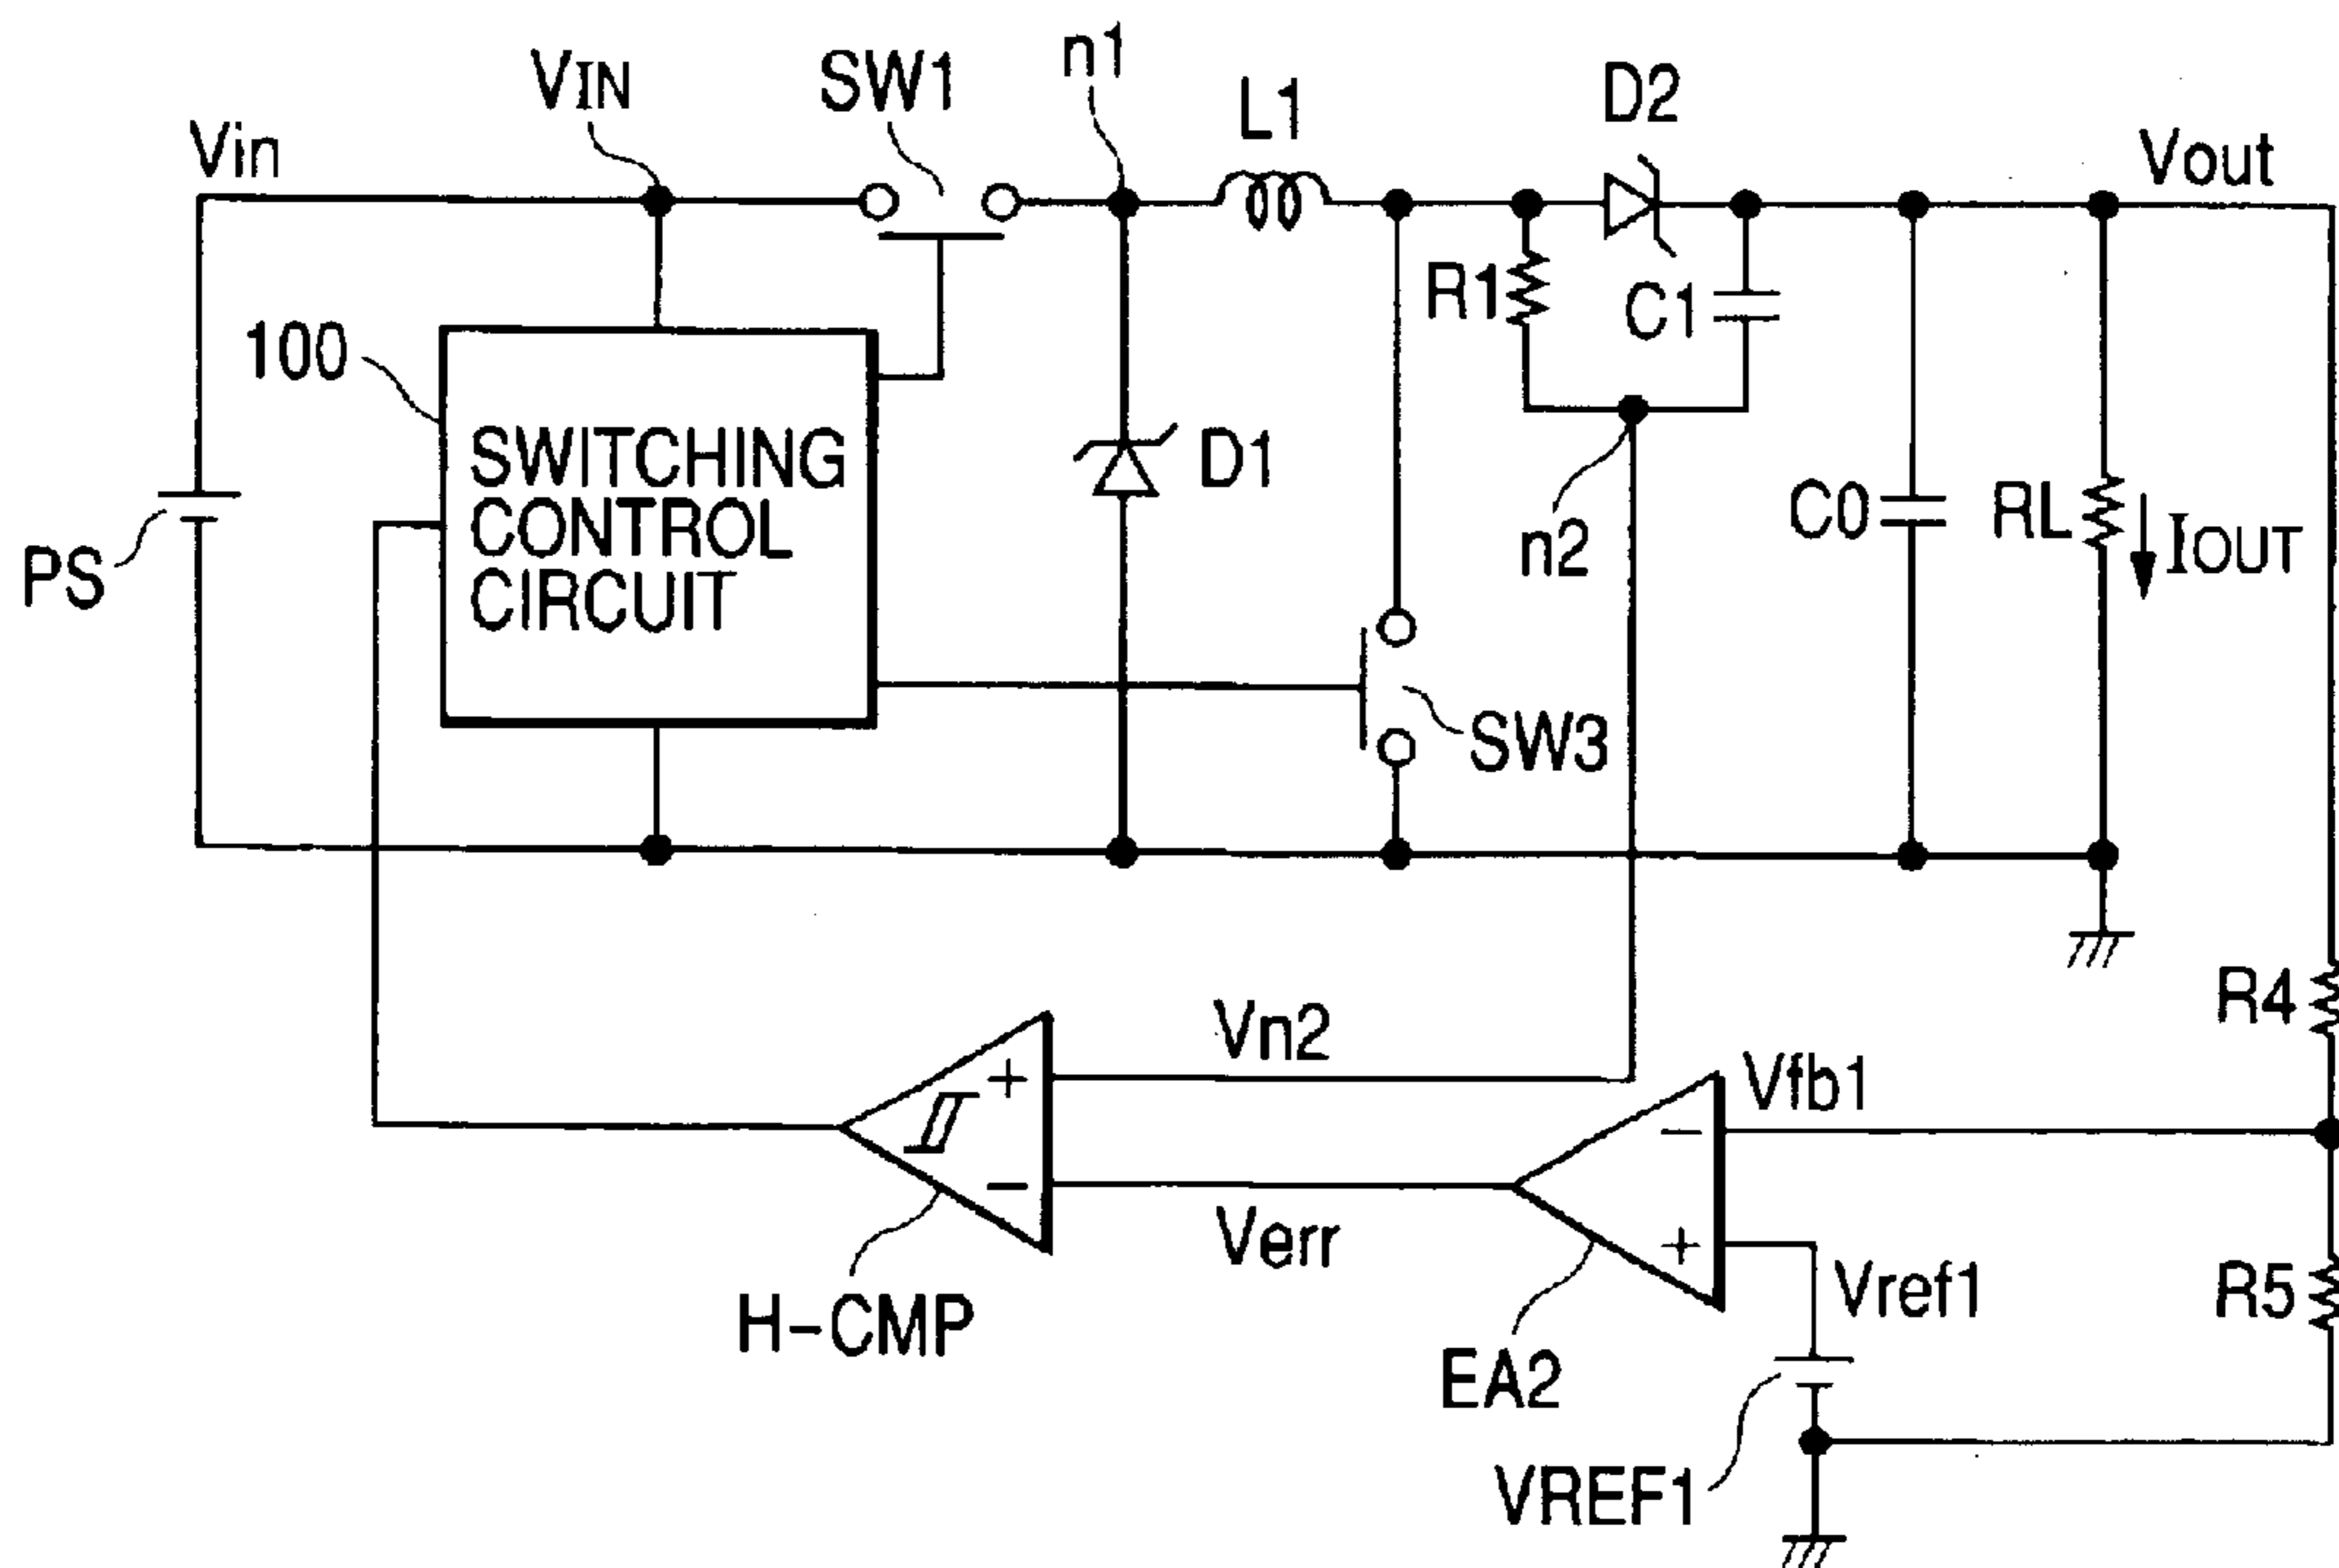 n1
VIN
SW1
L1
D2
Vin
Vout
R1
C1
100
SWITCHING
CONTROL
CIRCUIT
D1
C0
RL
IOUT
n2
PS
SW3
R4
Vn2
+
Vfb1
−
−
Verr
+
Vref1
R5
H-CMP
EA2
VREF1